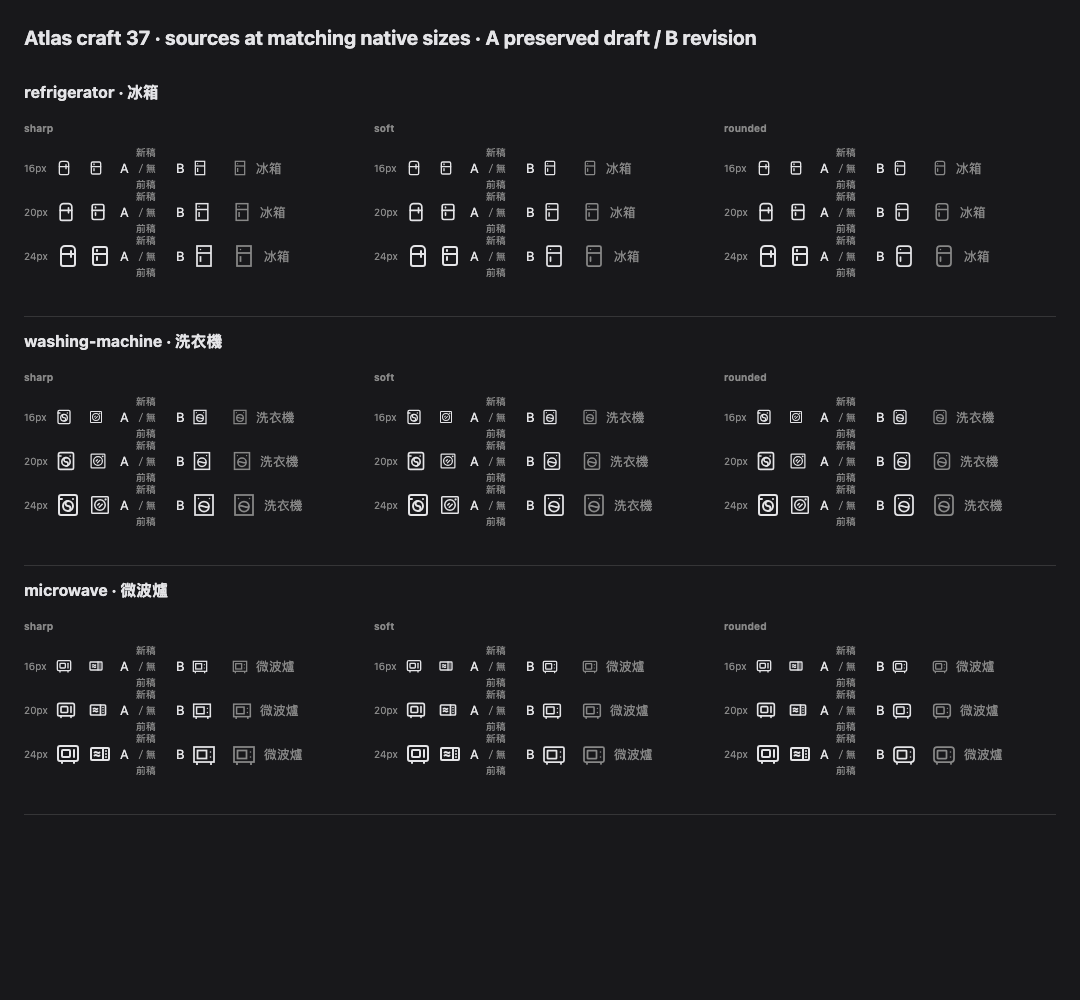 Atlas craft 37 · sources at matching native sizes · A preserved draft / B revision
refrigerator · 冰箱
sharp
soft
rounded
16px A 新稿 / 無 前稿 B 冰箱
16px A 新稿 / 無 前稿 B 冰箱
16px A 新稿 / 無 前稿 B 冰箱
20px A 新稿 / 無 前稿 B 冰箱
20px A 新稿 / 無 前稿 B 冰箱
20px A 新稿 / 無 前稿 B 冰箱
24px A 新稿 / 無 前稿 B 冰箱
24px A 新稿 / 無 前稿 B 冰箱
24px A 新稿 / 無 前稿 B 冰箱
washing-machine · 洗衣機
sharp
soft
rounded
16px A 新稿 / 無 前稿 B 洗衣機
16px A 新稿 / 無 前稿 B 洗衣機
16px A 新稿 / 無 前稿 B 洗衣機
20px A 新稿 / 無 前稿 B 洗衣機
20px A 新稿 / 無 前稿 B 洗衣機
20px A 新稿 / 無 前稿 B 洗衣機
24px A 新稿 / 無 前稿 B 洗衣機
24px A 新稿 / 無 前稿 B 洗衣機
24px A 新稿 / 無 前稿 B 洗衣機
microwave · 微波爐
sharp
soft
rounded
16px A 新稿 / 無 前稿 B 微波爐
16px A 新稿 / 無 前稿 B 微波爐
16px A 新稿 / 無 前稿 B 微波爐
20px A 新稿 / 無 前稿 B 微波爐
20px A 新稿 / 無 前稿 B 微波爐
20px A 新稿 / 無 前稿 B 微波爐
24px A 新稿 / 無 前稿 B 微波爐
24px A 新稿 / 無 前稿 B 微波爐
24px A 新稿 / 無 前稿 B 微波爐